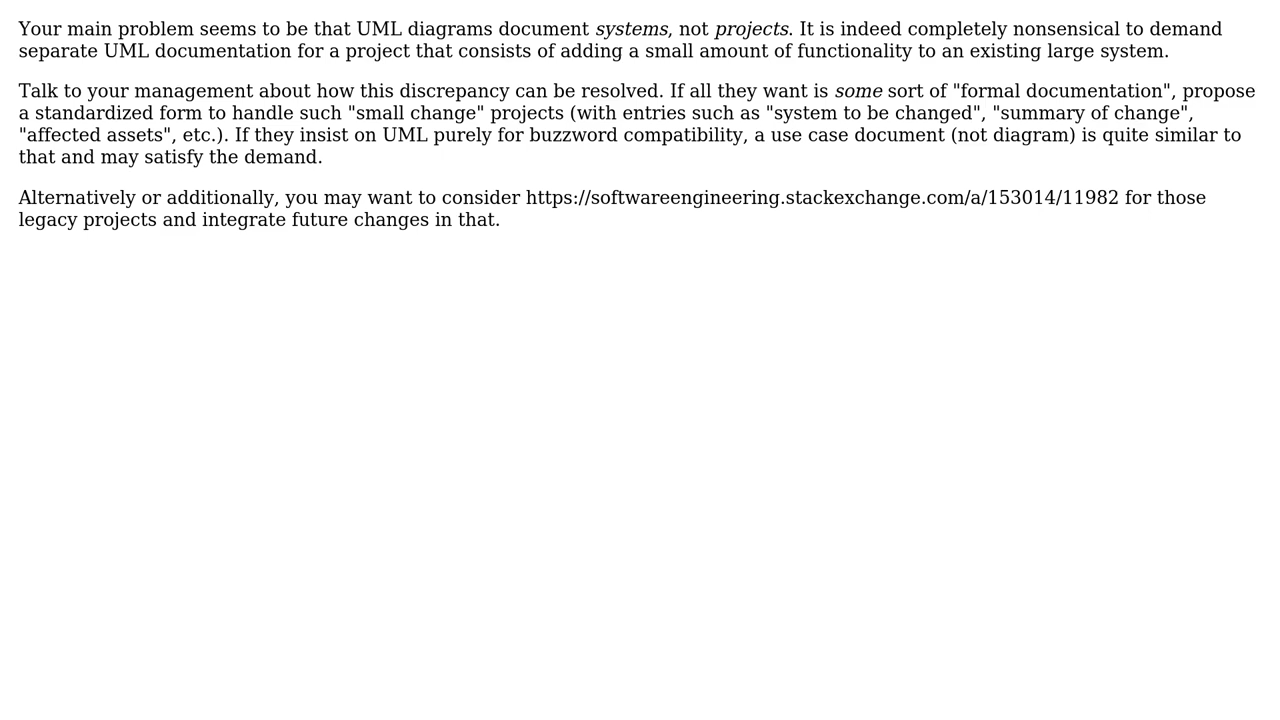 Your main problem seems to be that UML diagrams document systems, not projects. It is indeed completely nonsensical to demand
separate UML documentation for a project that consists of adding a small amount of functionality to an existing large system.
Talk to your management about how this discrepancy can be resolved. If all they want is some sort of "formal documentation", propose
a standardized form to handle such "small change" projects (with entries such as "system to be changed", "summary of change",
"affected assets", etc.). If they insist on UML purely for buzzword compatibility, a use case document (not diagram) is quite similar to
that and may satisfy the demand.
Alternatively or additionally, you may want to consider https://softwareengineering.stackexchange.com/a/153014/11982 for those
legacy projects and integrate future changes in that.